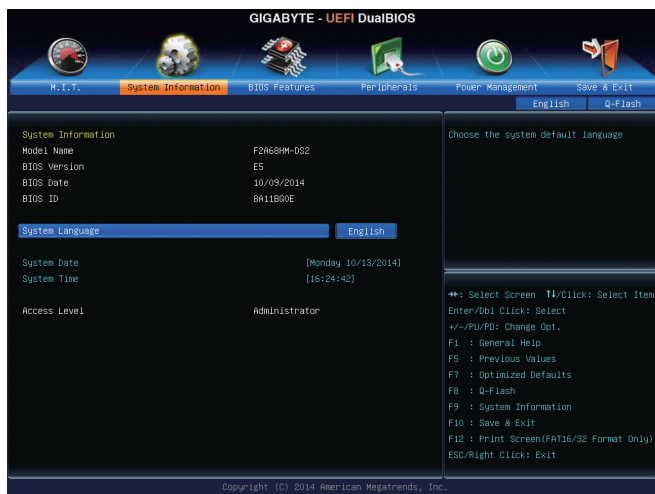 GIGABYTE - UEFI DualBIOS
M.I.T. System Information BIOS Features Peripherals Power Management Save & Exit
English Q-Flash
System Information
Model Name F2A68HM-DS2
BIOS Version E5
BIOS Date 10/09/2014
BIOS ID 8A11BG0E
System Language English
System Date [Monday 10/13/2014]
System Time [16:24:42]
Access Level Administrator
Choose the system default language
→←: Select Screen ↑↓/Click: Select Item
Enter/Dbl Click: Select
+/-/PU/PD: Change Opt.
F1 : General Help
F5 : Previous Values
F7 : Optimized Defaults
F8 : Q-Flash
F9 : System Information
F10 : Save & Exit
F12 : Print Screen(FAT16/32 Format Only)
ESC/Right Click: Exit
Copyright (C) 2014 American Megatrends, Inc.